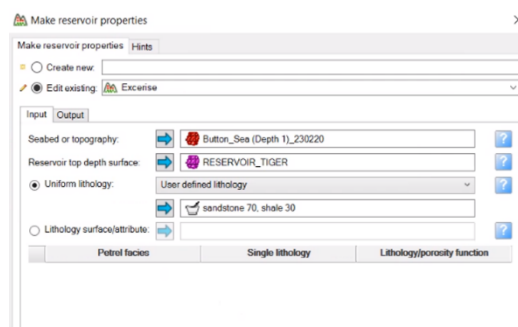 Make reservoir properties
Make reservoir properties Hints
Create new:
Edit existing: Excerise
Input Output
Seabed or topography: Button_Sea (Depth 1)_230220 ?
Reservoir top depth surface: RESERVOIR_TIGER ?
Uniform lithology: User defined lithology ?
sandstone 70, shale 30
Lithology surface/attribute: ?
Petrol facies Single lithology Lithology/porosity function